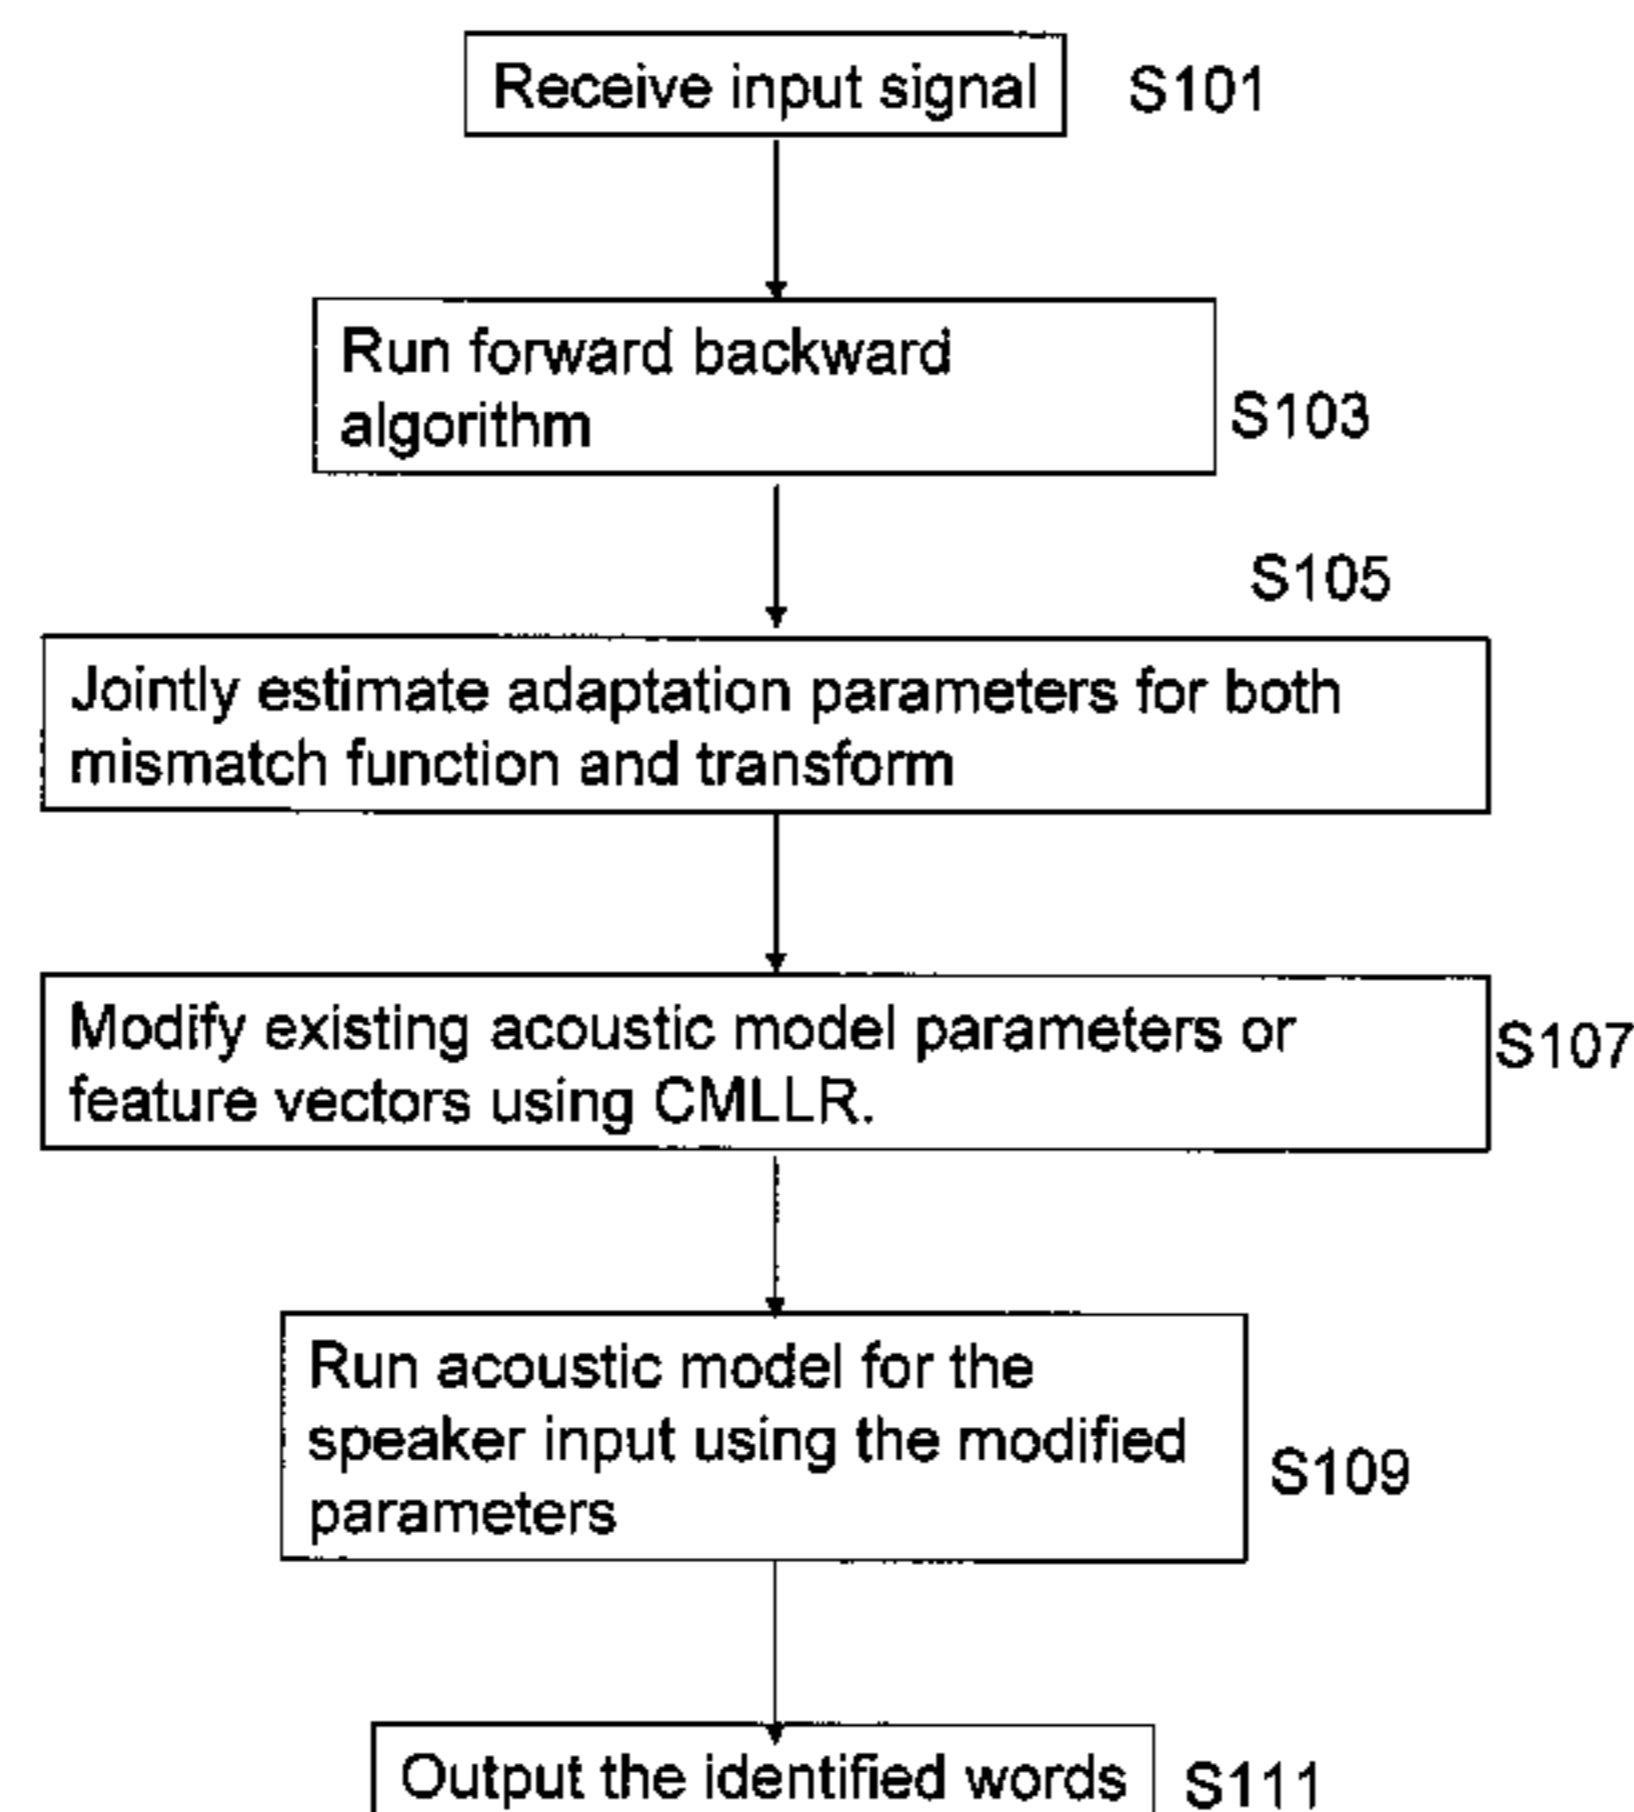 Receive input signal S101
Run forward backward
algorithm
S103
S105
Jointly estimate adaptation parameters for both
mismatch function and transform
Modify existing acoustic model parameters or
S107
feature vectors using CMLLR.
Run acoustic model for the
speaker input using the modified
S109
parameters
Output the identified words S111